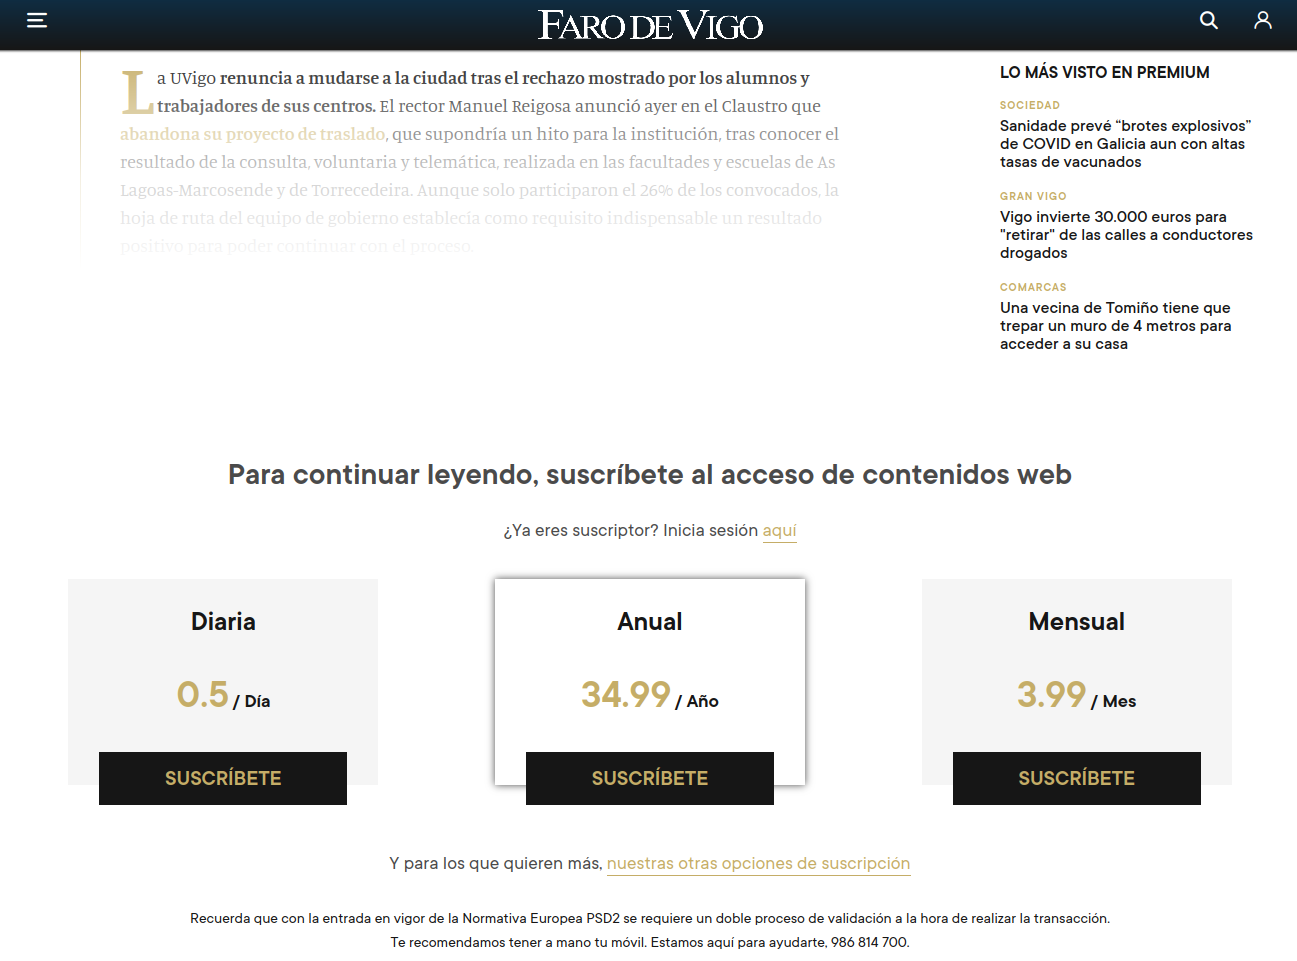 FARO DE VIGO
La UVigo renuncia a mudarse a la ciudad tras el rechazo mostrado por los alumnos y
trabajadores de sus centros. El rector Manuel Reigosa anunció ayer en el Claustro que
abandona su proyecto de traslado, que supondría un hito para la institución, tras conocer el
resultado de la consulta, voluntaria y telemática, realizada en las facultades y escuelas de As
Lagoas-Marcosende y de Torrecedeira. Aunque solo participaron el 26% de los convocados, la
hoja de ruta del equipo de gobierno establecía como requisito indispensable un resultado
positivo para poder continuar con el proceso.
LO MÁS VISTO EN PREMIUM
SOCIEDAD
Sanidade prevé “brotes explosivos”
de COVID en Galicia aun con altas
tasas de vacunados
GRAN VIGO
Vigo invierte 30.000 euros para
"retirar" de las calles a conductores
drogados
COMARCAS
Una vecina de Tomiño tiene que
trepar un muro de 4 metros para
acceder a su casa
Para continuar leyendo, suscríbete al acceso de contenidos web
¿Ya eres suscriptor? Inicia sesión aquí
Diaria
0.5 / Día
SUSCRÍBETE
Anual
34.99 / Año
SUSCRÍBETE
Mensual
3.99 / Mes
SUSCRÍBETE
Y para los que quieren más, nuestras otras opciones de suscripción
Recuerda que con la entrada en vigor de la Normativa Europea PSD2 se requiere un doble proceso de validación a la hora de realizar la transacción.
Te recomendamos tener a mano tu móvil. Estamos aquí para ayudarte, 986 814 700.